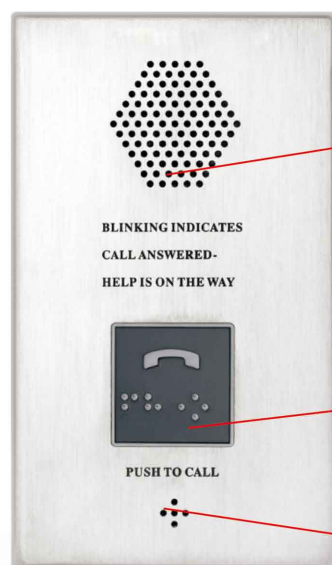 BLINKING INDICATES
CALL ANSWERED-
HELP IS ON THE WAY
PUSH TO CALL